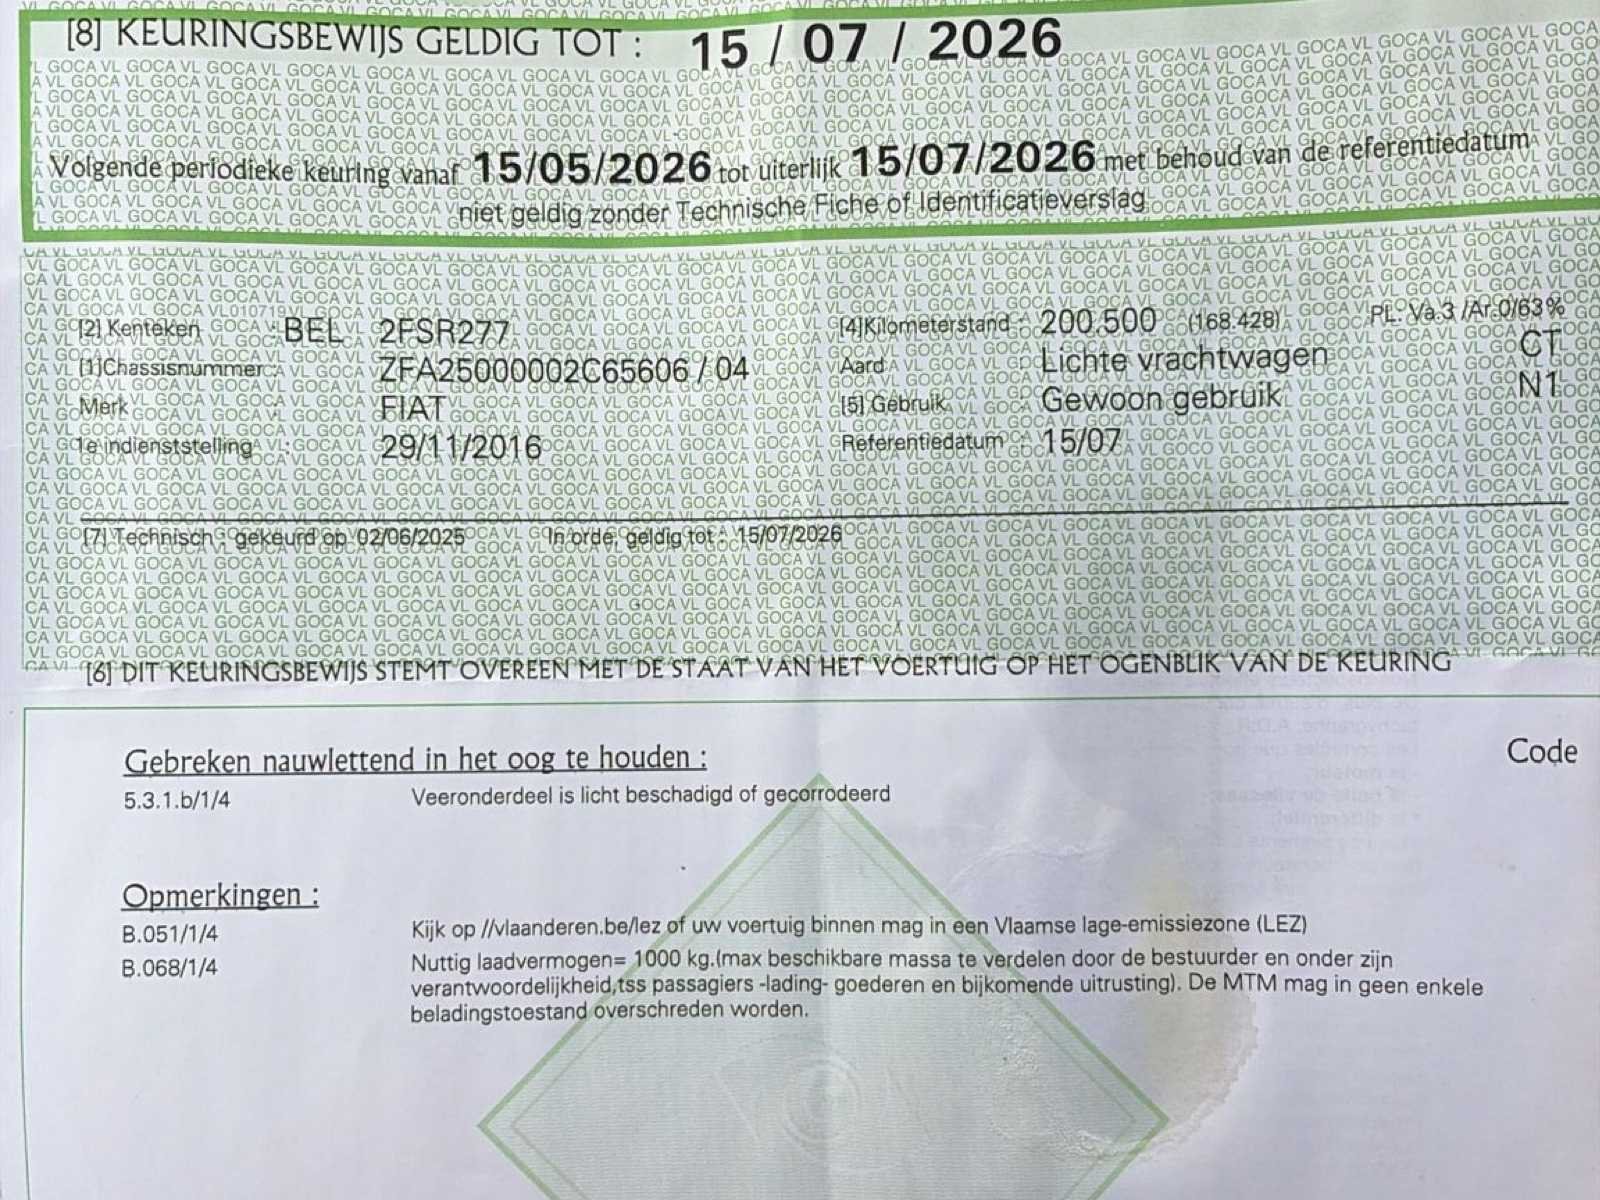 [8] KEURINGSBEWIJS GELDIG TOT : 15 / 07 / 2026
Volgende periodieke keuring vanaf 15/05/2026 tot uiterlijk 15/07/2026 met behoud van de referentiedatum
niet geldig zonder Technische Fiche of Identificatieverslag
[2] Kenteken : BEL 2FSR277
[4]Kilometerstand : 200.500 (168.428) PL: Va.3 /Ar.0/63%
[1]Chassisnummer : ZFA25000002C65606 / 04
Aard : Lichte vrachtwagen CT
Merk : FIAT
[5] Gebruik : Gewoon gebruik N1
1e indienststelling : 29/11/2016
Referentiedatum : 15/07
[7] Technisch : gekeurd op 02/06/2025 In orde, geldig tot : 15/07/2026
[6] DIT KEURINGSBEWIJS STEMT OVEREEN MET DE STAAT VAN HET VOERTUIG OP HET OGENBLIK VAN DE KEURING
Gebreken nauwlettend in het oog te houden : Code
5.3.1.b/1/4 Veeronderdeel is licht beschadigd of gecorrodeerd
Opmerkingen :
B.051/1/4 Kijk op //vlaanderen.be/lez of uw voertuig binnen mag in een Vlaamse lage-emissiezone (LEZ)
B.068/1/4 Nuttig laadvermogen= 1000 kg.(max beschikbare massa te verdelen door de bestuurder en onder zijn
verantwoordelijkheid,tss passagiers -lading- goederen en bijkomende uitrusting). De MTM mag in geen enkele
beladingstoestand overschreden worden.